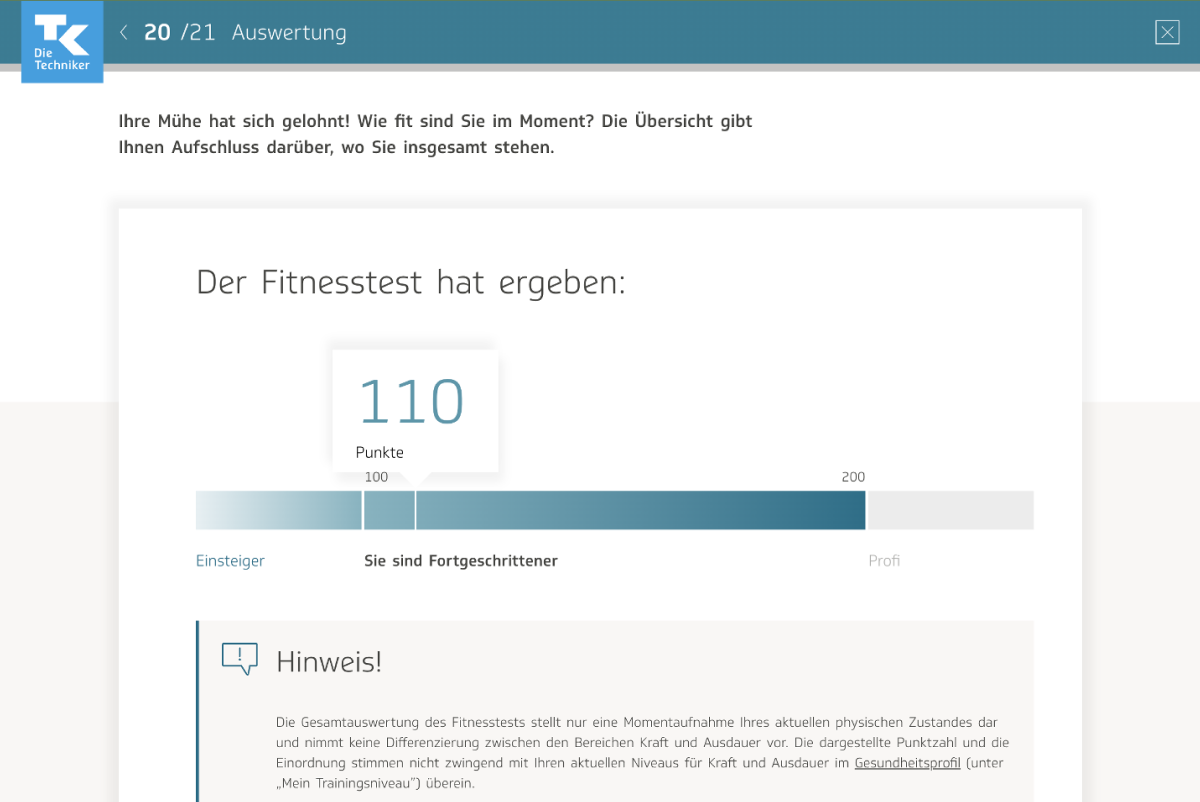 TK
Die
Techniker
20 /21 Auswertung
Ihre Mühe hat sich gelohnt! Wie fit sind Sie im Moment? Die Übersicht gibt
Ihnen Aufschluss darüber, wo Sie insgesamt stehen.
Der Fitnesstest hat ergeben:
110
Punkte
100
200
Einsteiger
Sie sind Fortgeschrittener
Profi
Hinweis!
Die Gesamtauswertung des Fitnesstests stellt nur eine Momentaufnahme Ihres aktuellen physischen Zustandes dar
und nimmt keine Differenzierung zwischen den Bereichen Kraft und Ausdauer vor. Die dargestellte Punktzahl und die
Einordnung stimmen nicht zwingend mit Ihren aktuellen Niveaus für Kraft und Ausdauer im Gesundheitsprofil (unter
„Mein Trainingsniveau") überein.